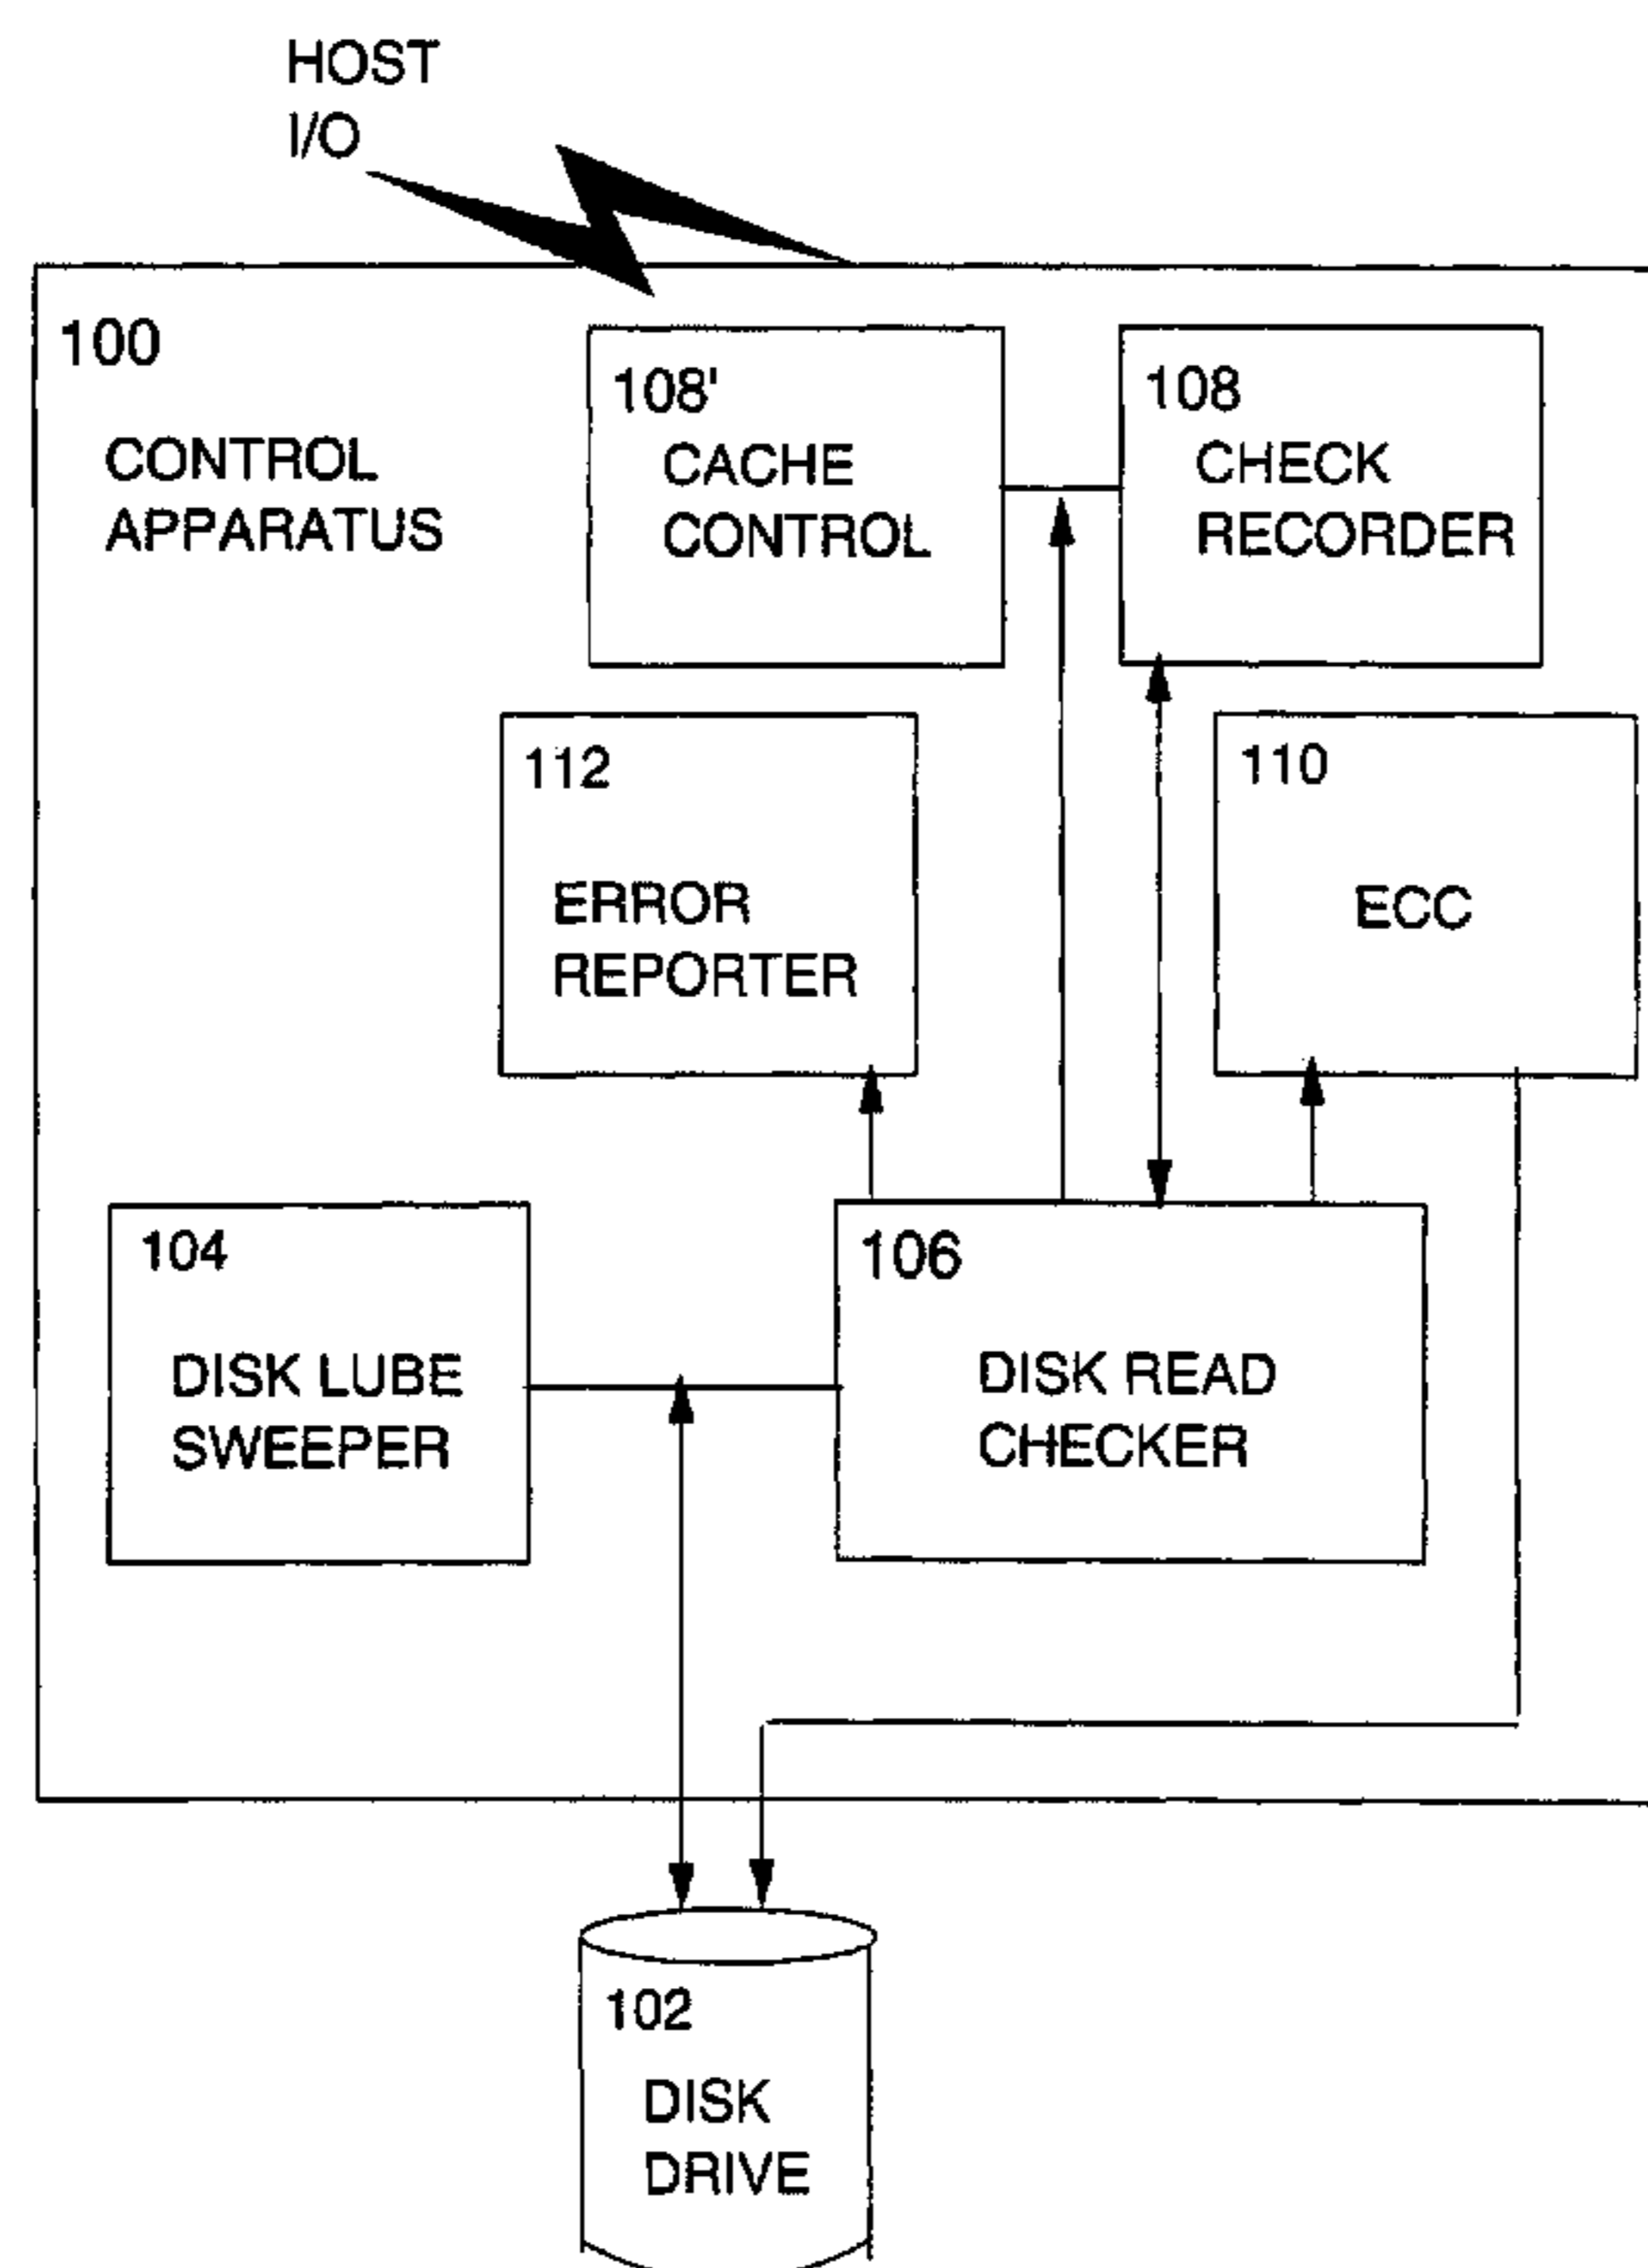 HOST
I/O
100
CONTROL
APPARATUS
108'
CACHE
CONTROL
108
CHECK
RECORDER
112
ERROR
REPORTER
110
ECC
104
DISK LUBE
SWEEPER
106
DISK READ
CHECKER
102
DISK
DRIVE